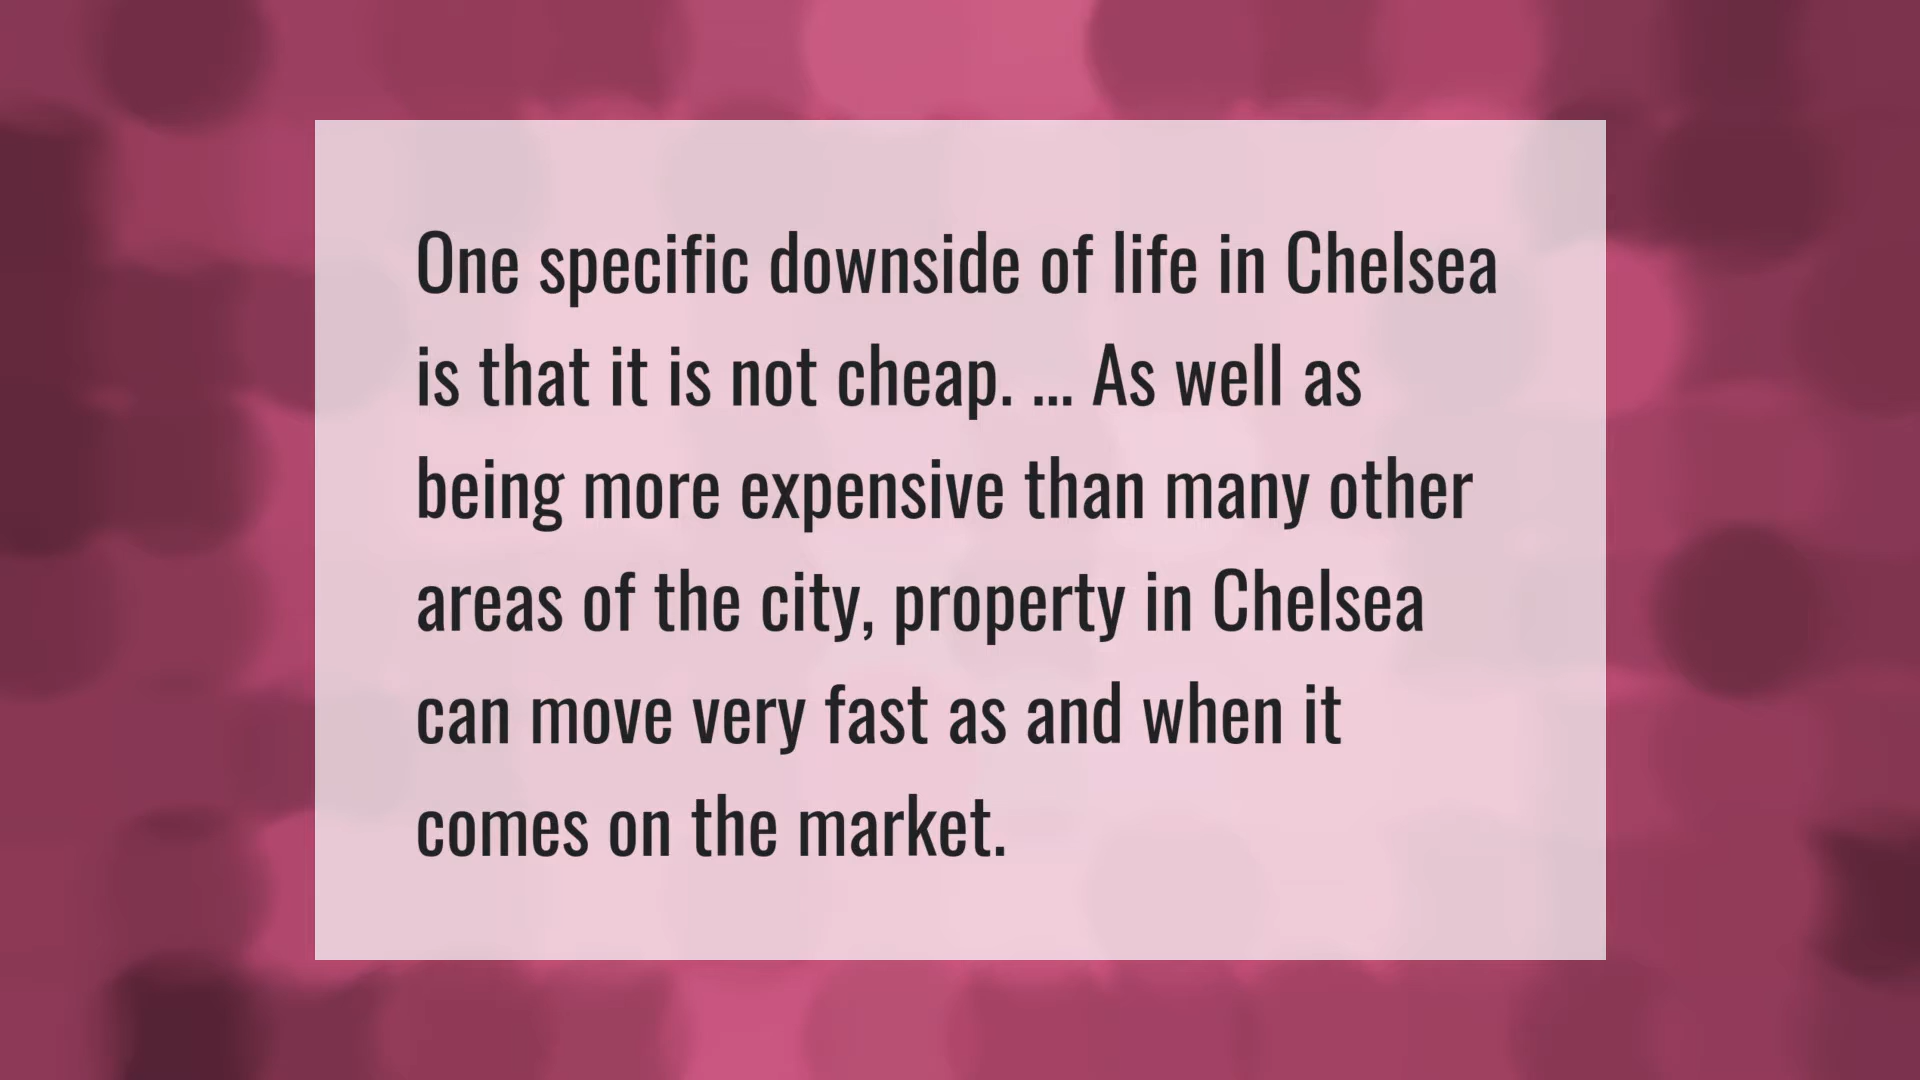 One specific downside of life in Chelsea
is that it is not cheap. ... As well as
being more expensive than many other
areas of the city, property in Chelsea
can move very fast as and when it
comes on the market.